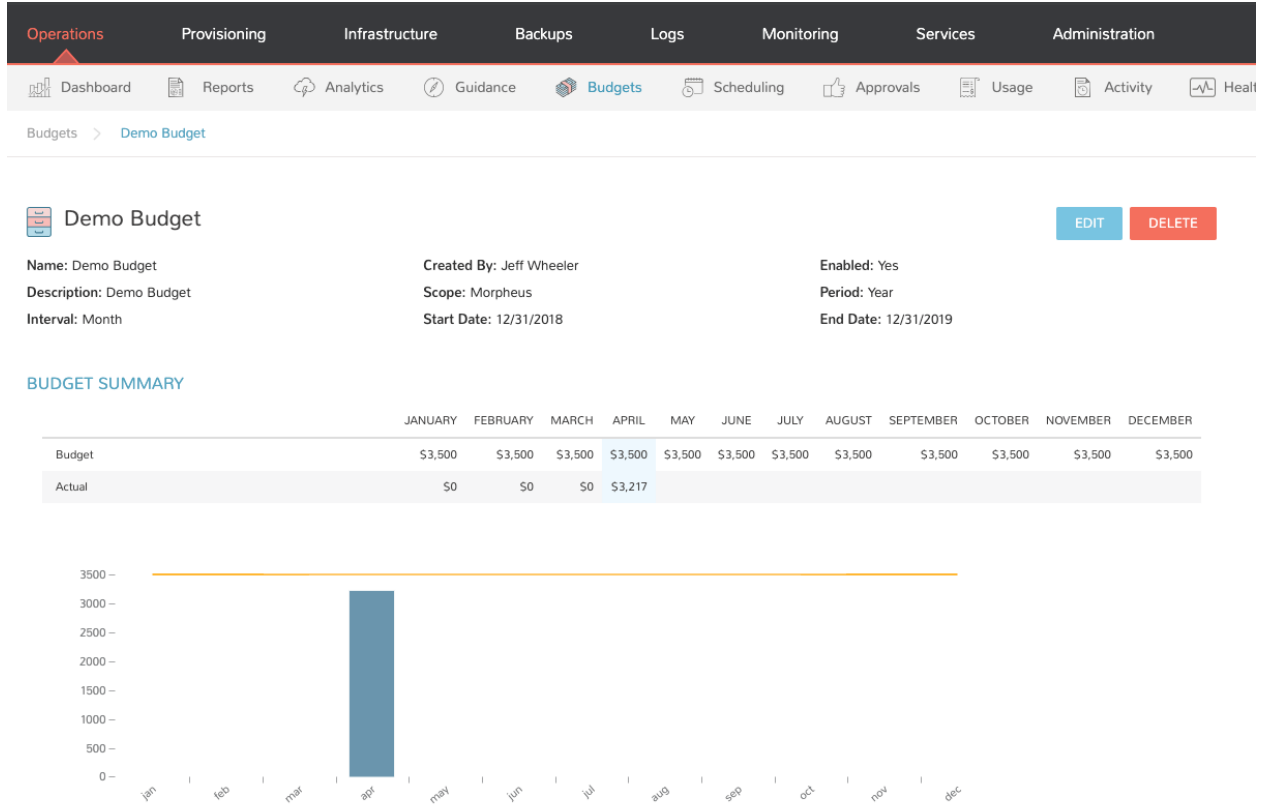 Operations Provisioning Infrastructure Backups Logs Monitoring Services Administration
Dashboard Reports Analytics Guidance Budgets Scheduling Approvals Usage Activity Healt
Budgets Demo Budget
Demo Budget
EDIT DELETE
Name: Demo Budget Created By: Jeff Wheeler Enabled: Yes
Description: Demo Budget Scope: Morpheus Period: Year
Interval: Month Start Date: 12/31/2018 End Date: 12/31/2019
BUDGET SUMMARY
JANUARY FEBRUARY MARCH APRIL MAY JUNE JULY AUGUST SEPTEMBER OCTOBER NOVEMBER DECEMBER
Budget $3,500 $3,500 $3,500 $3,500 $3,500 $3,500 $3,500 $3,500 $3,500 $3,500 $3,500 $3,500
Actual $0 $0 $0 $3,217
3500
3000
2500
2000
1500
1000
500
0
jan feb mar apr may jun jul aug sep oct nov dec